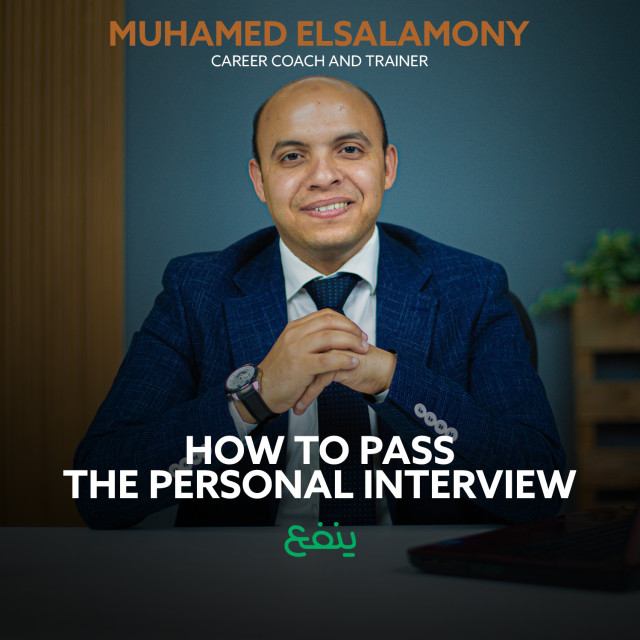 MUHAMED ELSALAMONY
CAREER COACH AND TRAINER
HOW TO PASS
THE PERSONAL INTERVIEW
ينفع